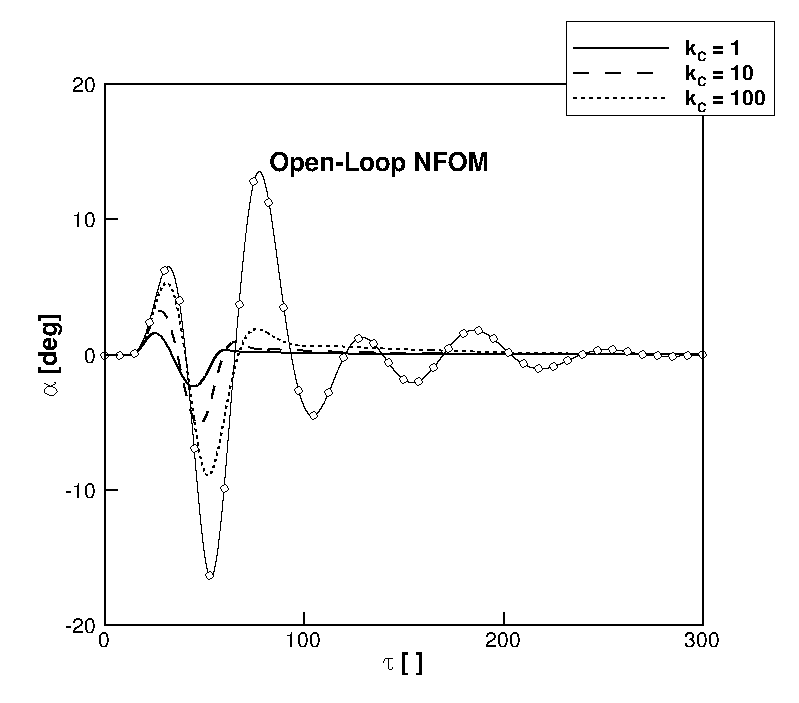 k_C = 1
k_C = 10
k_C = 100
20
Open-Loop NFOM
10
0
α [deg]
-10
-20
0 100 200 300
τ [ ]